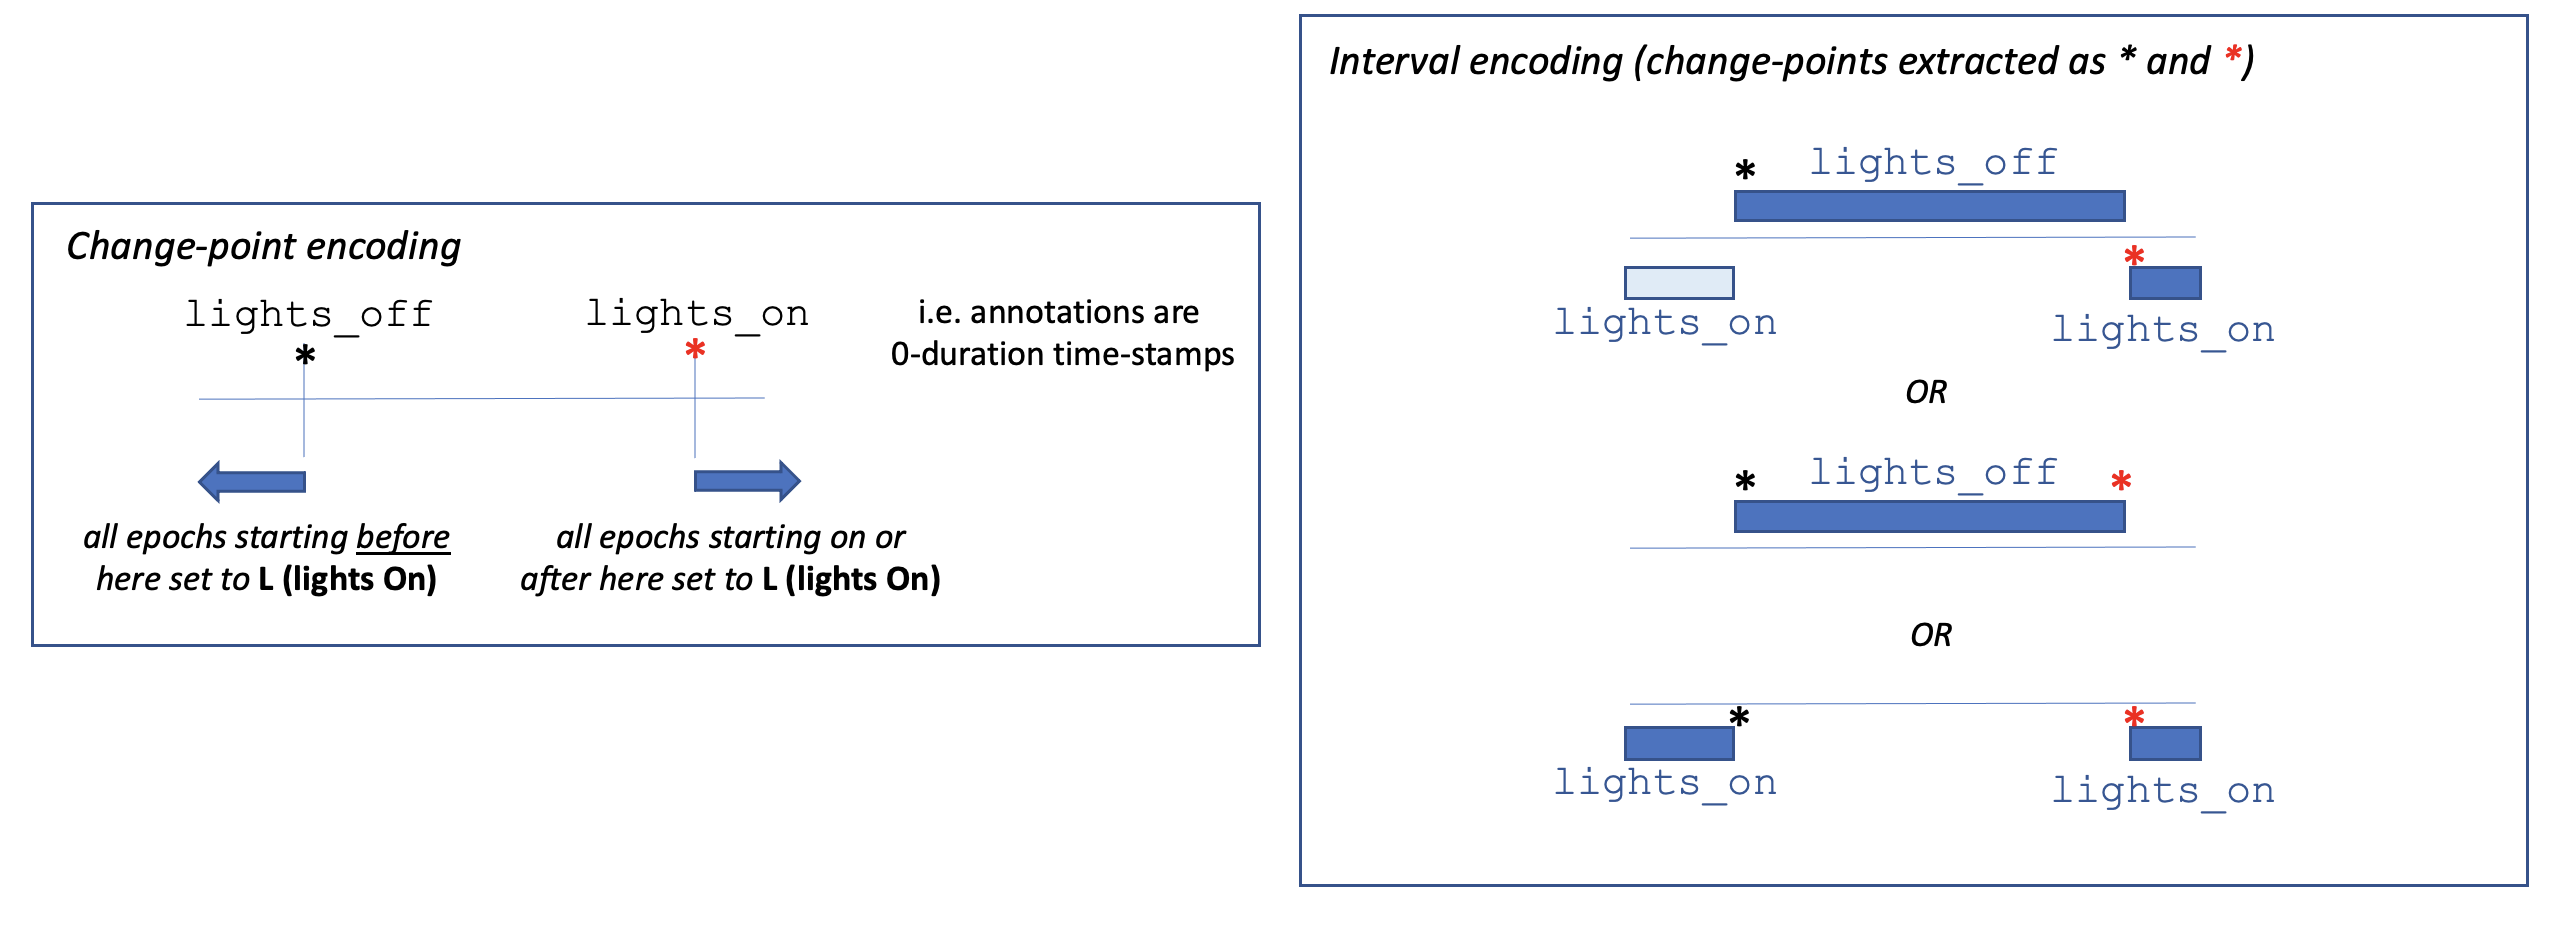 Change-point encoding
lights_off
lights_on
i.e. annotations are
0-duration time-stamps
*
*
all epochs starting before
here set to L (lights On)
all epochs starting on or
after here set to L (lights On)
Interval encoding (change-points extracted as * and *)
* lights_off
*
lights_on
lights_on
OR
* lights_off *
OR
* *
lights_on
lights_on